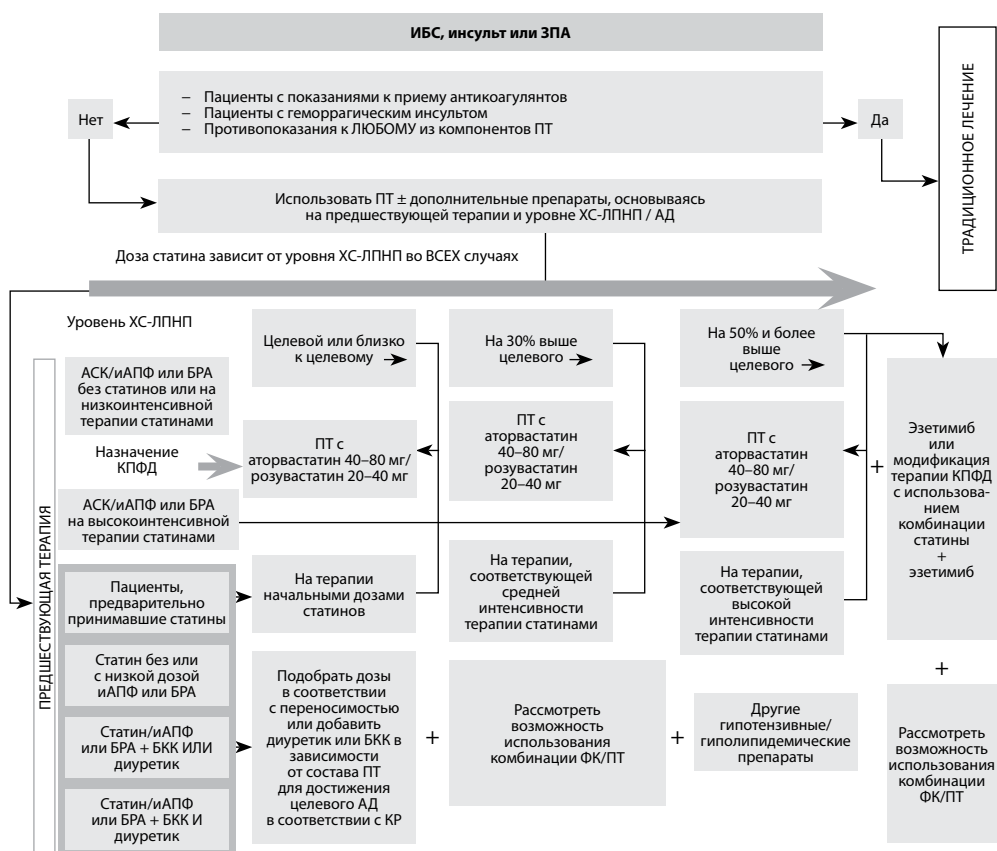 ИБС, инсульт или ЗПА
– Пациенты с показаниями к приему антикоагулянтов
– Пациенты с геморрагическим инсультом
– Противопоказания к ЛЮБОМУ из компонентов ПТ
Нет
Да
ТРАДИЦИОННОЕ ЛЕЧЕНИЕ
Использовать ПТ ± дополнительные препараты, основываясь
на предшествующей терапии и уровне ХС-ЛПНП / АД
Доза статина зависит от уровня ХС-ЛПНП во ВСЕХ случаях
Уровень ХС-ЛПНП
Целевой или близко
к целевому
На 30% выше
целевого
На 50% и более
выше
целевого
ПРЕДШЕСТВУЮЩАЯ ТЕРАПИЯ
АСК/иАПФ или БРА
без статинов или на
низкоинтенсивной
терапии статинами
Назначение
КПФД
ПТ с
аторвастатин 40–80 мг/
розувастатин 20–40 мг
ПТ с
аторвастатин
40–80 мг/
розувастатин
20–40 мг
ПТ с
аторвастатин
40–80 мг/
розувастатин
20–40 мг
+
Эзетимиб
или
модификация
терапии КПФД
с использова-
нием
комбинации
статины
+
эзетимиб
АСК/иАПФ или БРА
на высокоинтенсивной
терапии статинами
Пациенты,
предварительно
принимавшие статины
На терапии
начальными дозами
статинов
На терапии,
соответствующей
средней
интенсивности
терапии статинами
На терапии,
соответствующей
высокой
интенсивности
терапии статинами
Статин без или
с низкой дозой
иАПФ или БРА
Статин/иАПФ
или БРА + БКК ИЛИ
диуретик
Статин/иАПФ
или БРА + БКК И
диуретик
Подобрать дозы
в соответствии
с переносимостью
или добавить
диуретик или БКК в
зависимости
от состава ПТ
для достижения
целевого АД
в соответствии с КР
+
Рассмотреть
возможность
использования
комбинации ФК/ПТ
+
Другие
гипотензивные/
гиполипидемические
препараты
+
Рассмотреть
возможность
использования
комбинации
ФК/ПТ